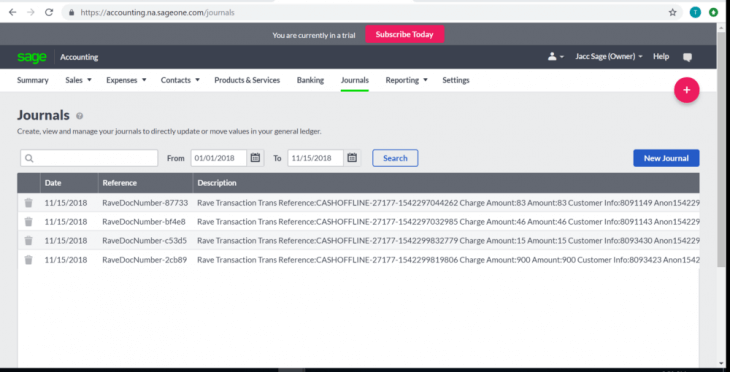 https://accounting.na.sageone.com/journals
T
You are currently in a trial
Subscribe Today
sage Accounting
Jacc Sage (Owner) Help
Summary Sales Expenses Contacts Products & Services Banking Journals Reporting Settings
+
Journals ?
Create, view and manage your journals to directly update or move values in your general ledger.
From 01/01/2018 To 11/15/2018 Search New Journal
Date Reference Description
11/15/2018 RaveDocNumber-87733 Rave Transaction Trans Reference:CASHOFFLINE-27177-1542297044262 Charge Amount:83 Amount:83 Customer Info:8091149 Anon154229
11/15/2018 RaveDocNumber-bf4e8 Rave Transaction Trans Reference:CASHOFFLINE-27177-1542297032985 Charge Amount:46 Amount:46 Customer Info:8091143 Anon154229
11/15/2018 RaveDocNumber-c53d5 Rave Transaction Trans Reference:CASHOFFLINE-27177-1542299832779 Charge Amount:15 Amount:15 Customer Info:8093430 Anon154229
11/15/2018 RaveDocNumber-2cb89 Rave Transaction Trans Reference:CASHOFFLINE-27177-1542299819806 Charge Amount:900 Amount:900 Customer Info:8093423 Anon1542